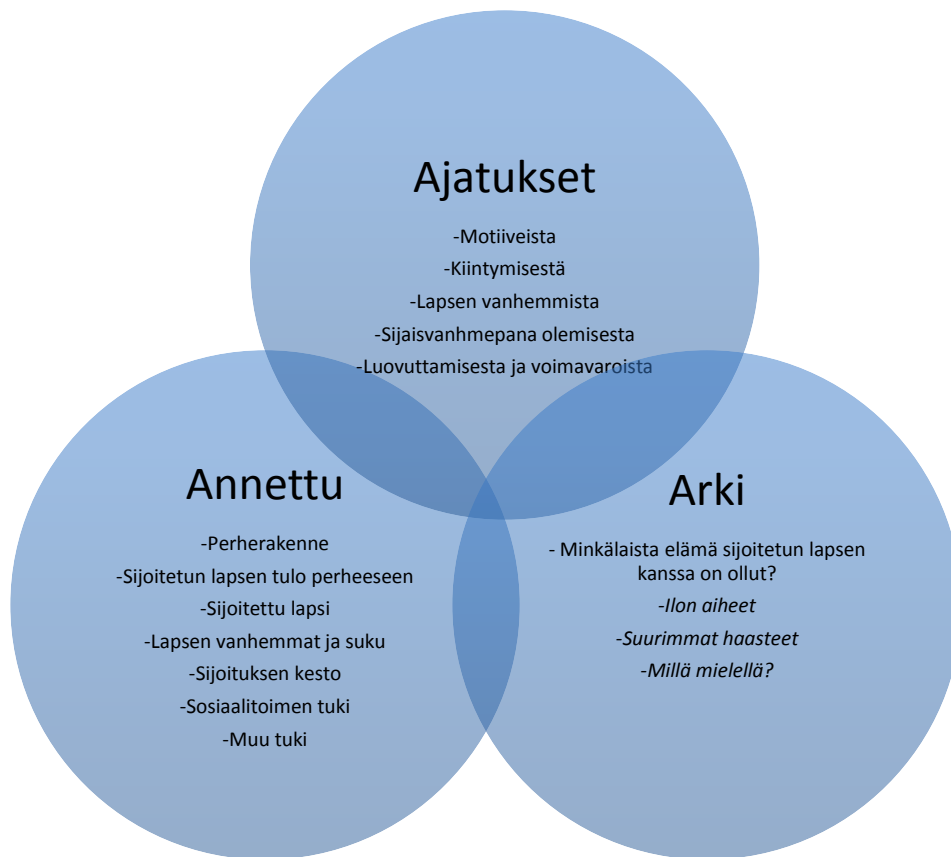 Ajatukset
-Motiiveista
-Kiintymisestä
-Lapsen vanhemmista
-Sijaisvanhmepana olemisesta
-Luovuttamisesta ja voimavaroista
Annettu
-Perherakenne
-Sijoitetun lapsen tulo perheeseen
-Sijoitettu lapsi
-Lapsen vanhemmat ja suku
-Sijoituksen kesto
-Sosiaalitoimen tuki
-Muu tuki
Arki
- Minkälaista elämä sijoitetun lapsen
kanssa on ollut?
-Ilon aiheet
-Suurimmat haasteet
-Millä mielellä?